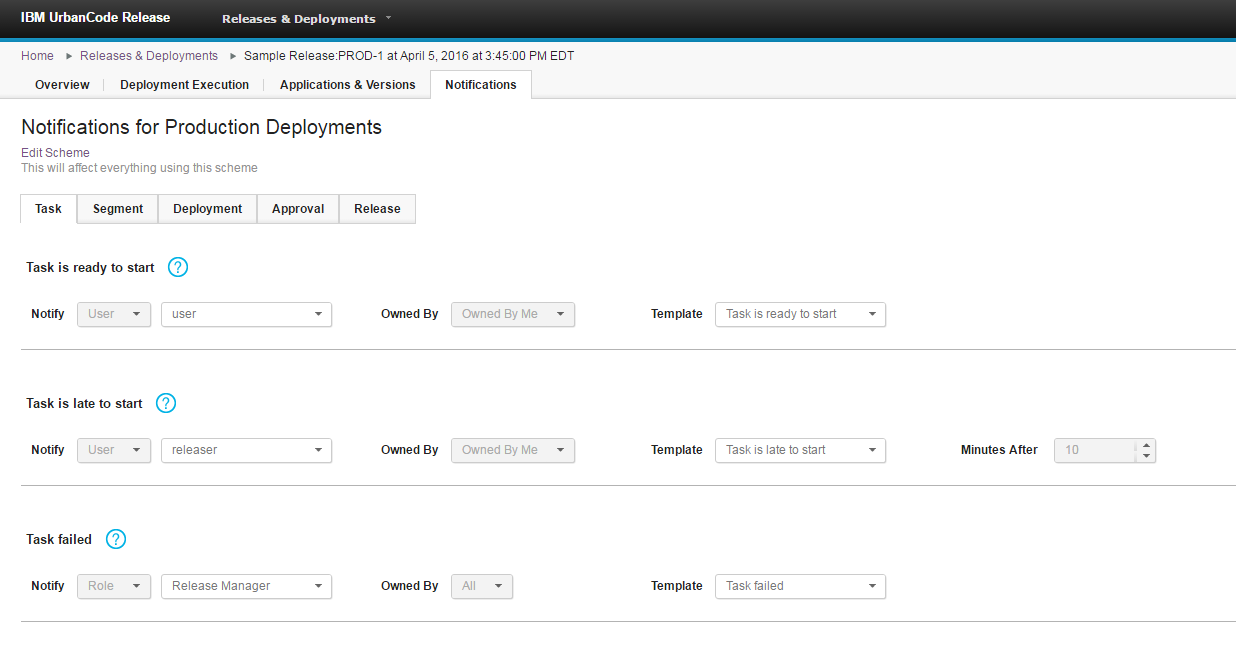 IBM UrbanCode Release Releases & Deployments
Home Releases & Deployments Sample Release:PROD-1 at April 5, 2016 at 3:45:00 PM EDT
Overview Deployment Execution Applications & Versions Notifications
Notifications for Production Deployments
Edit Scheme
This will affect everything using this scheme
Task Segment Deployment Approval Release
Task is ready to start ?
Notify User user Owned By Owned By Me Template Task is ready to start
Task is late to start ?
Notify User releaser Owned By Owned By Me Template Task is late to start Minutes After 10
Task failed ?
Notify Role Release Manager Owned By All Template Task failed